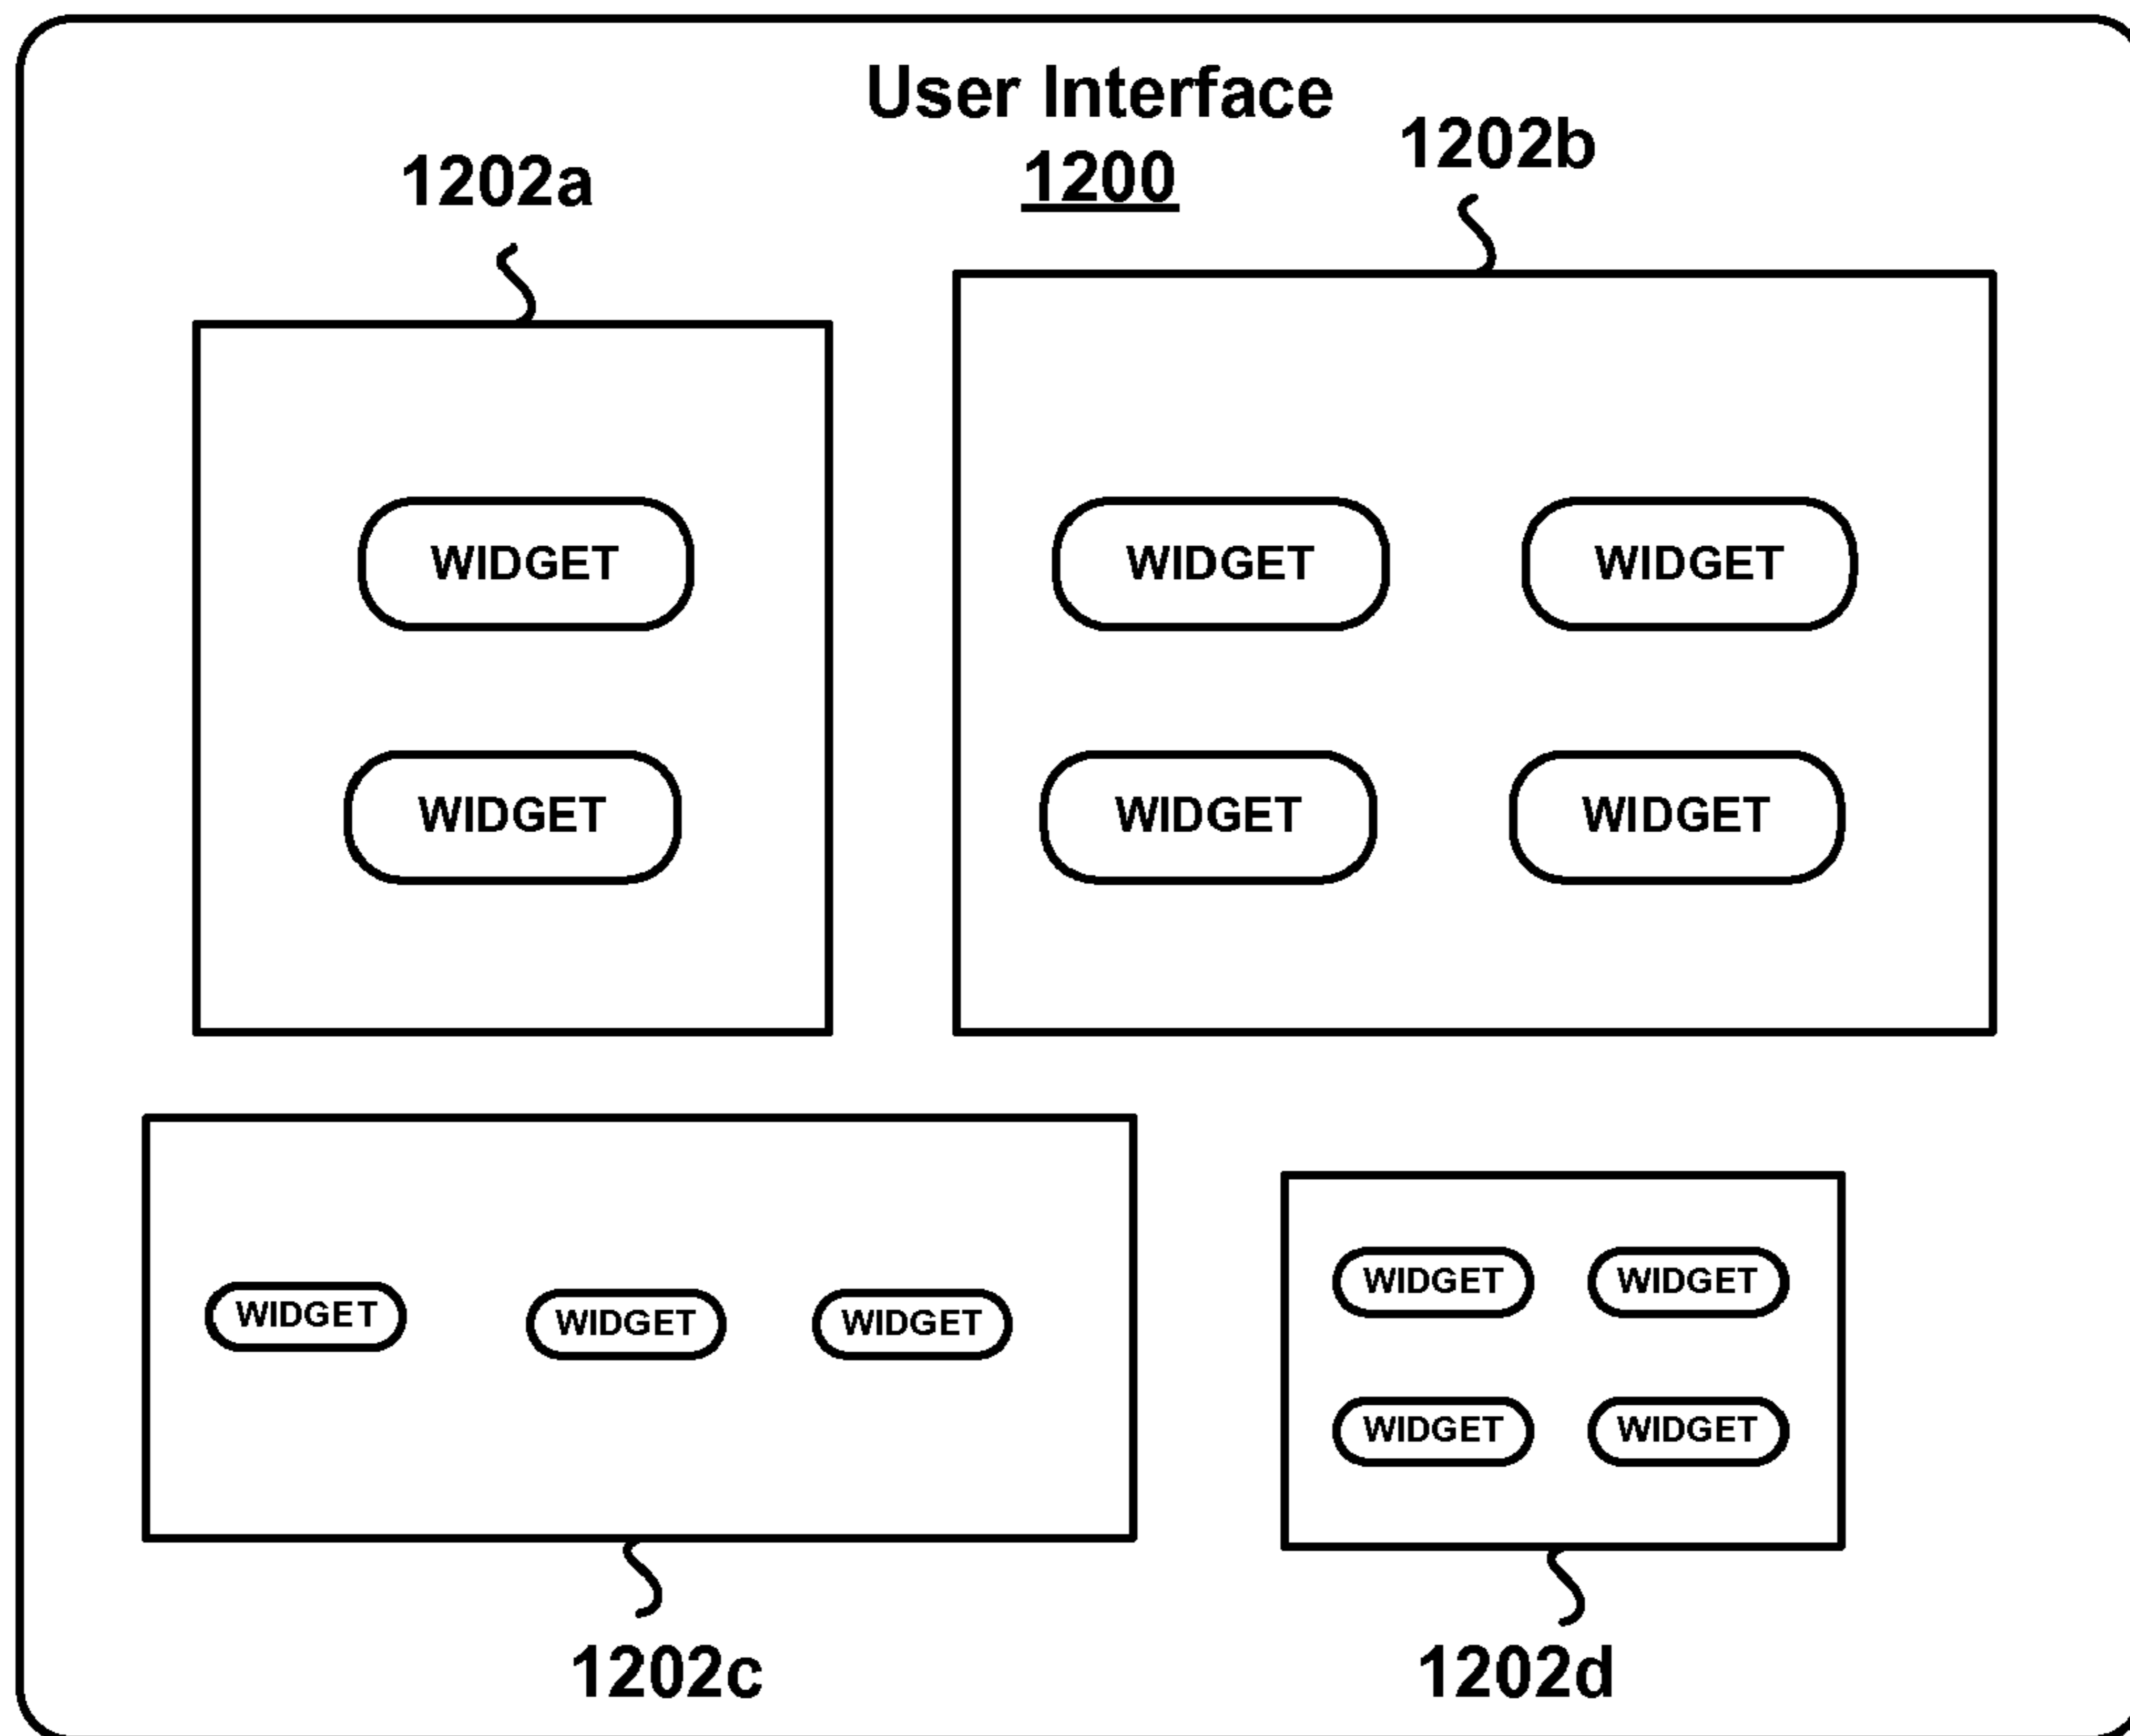 User Interface
1200
1202a
1202b
WIDGET
WIDGET
WIDGET WIDGET
WIDGET WIDGET
WIDGET WIDGET WIDGET
WIDGET WIDGET
WIDGET WIDGET
1202c
1202d